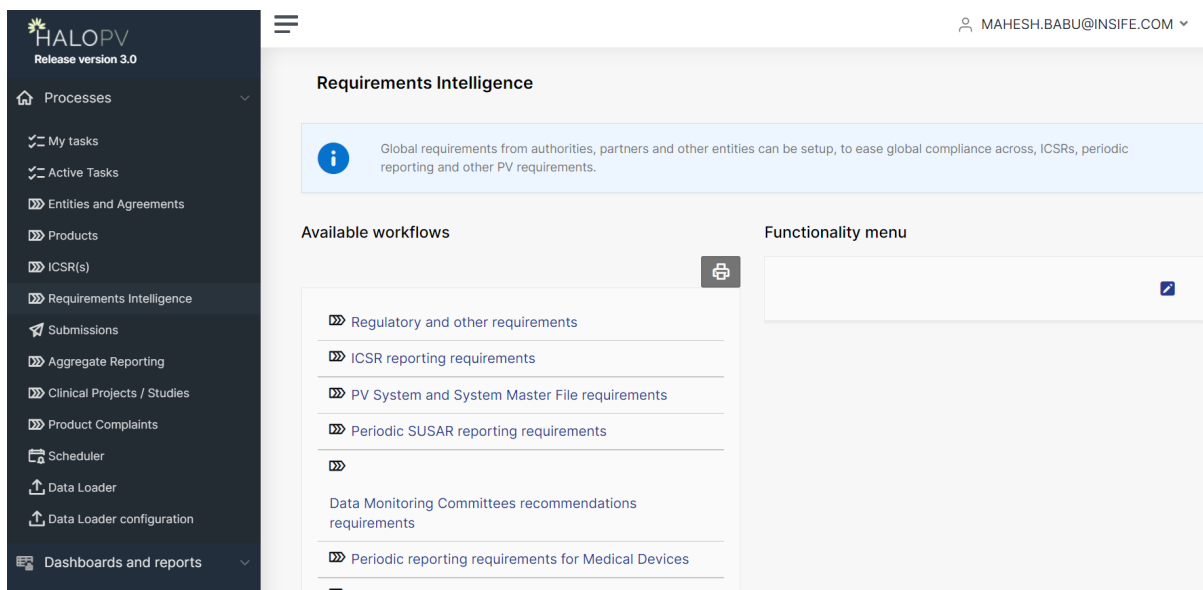 HALOPV
Release version 3.0
Processes
My tasks
Active Tasks
Entities and Agreements
Products
ICSR(s)
Requirements Intelligence
Submissions
Aggregate Reporting
Clinical Projects / Studies
Product Complaints
Scheduler
Data Loader
Data Loader configuration
Dashboards and reports
MAHESH.BABU@INSIFE.COM
Requirements Intelligence
Global requirements from authorities, partners and other entities can be setup, to ease global compliance across, ICSRs, periodic
reporting and other PV requirements.
Available workflows
Regulatory and other requirements
ICSR reporting requirements
PV System and System Master File requirements
Periodic SUSAR reporting requirements
Data Monitoring Committees recommendations
requirements
Periodic reporting requirements for Medical Devices
Functionality menu